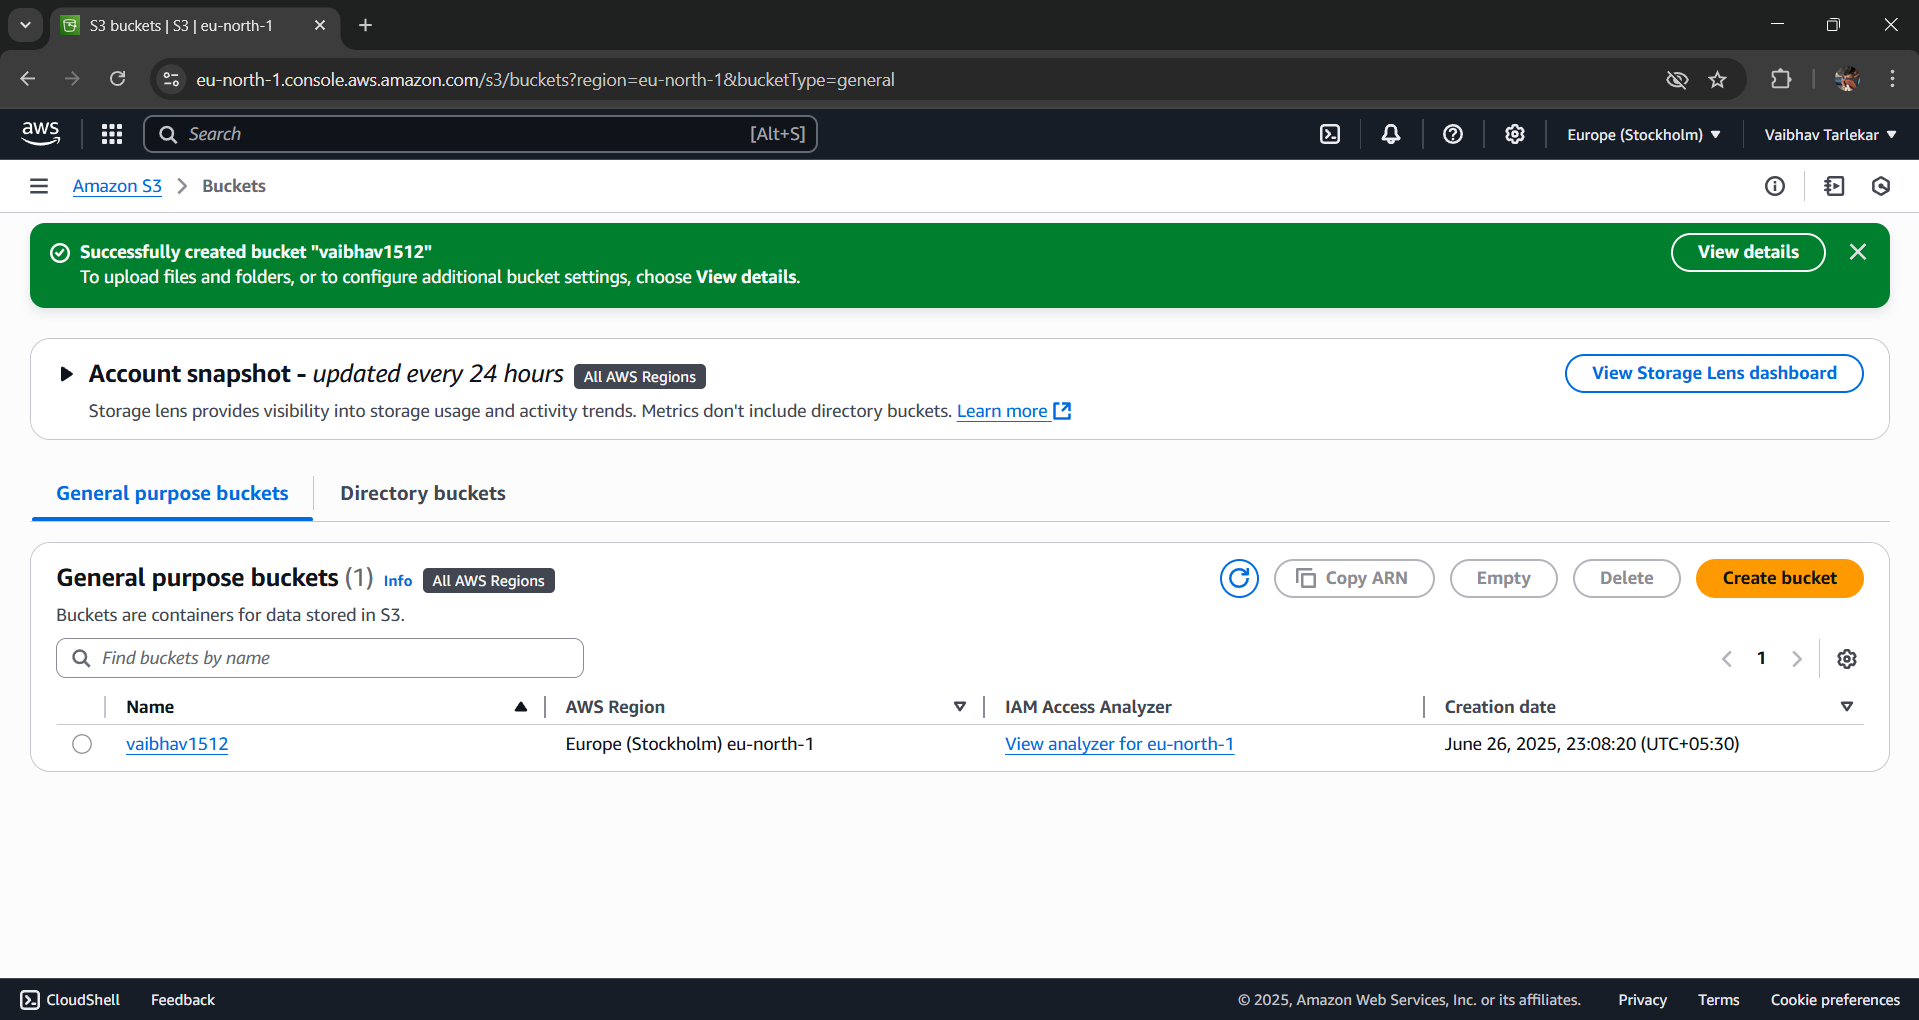 S3 buckets | S3 | eu-north-1
eu-north-1.console.aws.amazon.com/s3/buckets?region=eu-north-1&bucketType=general
aws
Search [Alt+S]
Europe (Stockholm)
Vaibhav Tarlekar
Amazon S3 > Buckets
Successfully created bucket "vaibhav1512"
To upload files and folders, or to configure additional bucket settings, choose View details.
View details
Account snapshot - updated every 24 hours All AWS Regions
View Storage Lens dashboard
Storage lens provides visibility into storage usage and activity trends. Metrics don't include directory buckets. Learn more
General purpose buckets
Directory buckets
General purpose buckets (1) Info All AWS Regions
Copy ARN
Empty
Delete
Create bucket
Buckets are containers for data stored in S3.
Find buckets by name
1
Name AWS Region IAM Access Analyzer Creation date
vaibhav1512 Europe (Stockholm) eu-north-1 View analyzer for eu-north-1 June 26, 2025, 23:08:20 (UTC+05:30)
CloudShell Feedback © 2025, Amazon Web Services, Inc. or its affiliates. Privacy Terms Cookie preferences